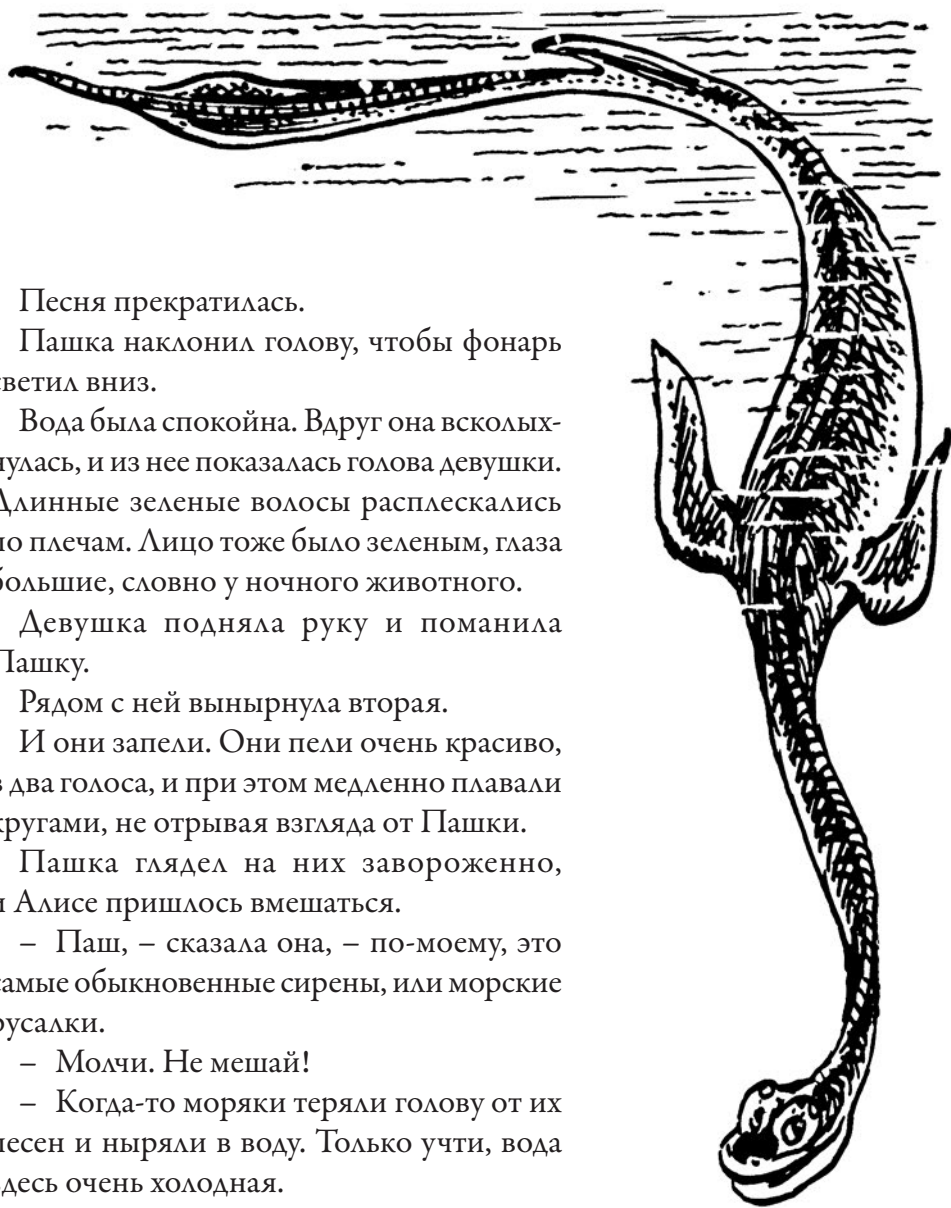 Песня прекратилась.
Пашка наклонил голову, чтобы фонарь
светил вниз.
Вода была спокойна. Вдруг она всколых-
нулась, и из нее показалась голова девушки.
Длинные зеленые волосы расплескались
по плечам. Лицо тоже было зеленым, глаза
большие, словно у ночного животного.
Девушка подняла руку и поманила
Пашку.
Рядом с ней вынырнула вторая.
И они запели. Они пели очень красиво,
в два голоса, и при этом медленно плавали
кругами, не отрывая взгляда от Пашки.
Пашка глядел на них завороженно,
и Алисе пришлось вмешаться.
– Паш, – сказала она, – по-моему, это
самые обыкновенные сирены, или морские
русалки.
– Молчи. Не мешай!
– Когда-то моряки теряли голову от их
песен и ныряли в воду. Только учти, вода
здесь очень холодная.